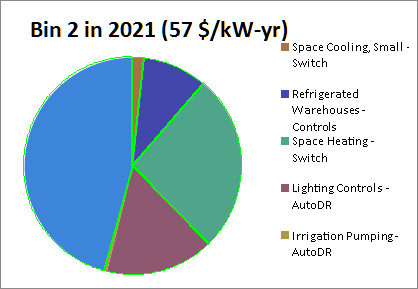 Bin 2 in 2021 (57 $/kW-yr)
Space Cooling, Small -
Switch
Refrigerated
Warehouses -
Controls
Space Heating -
Switch
Lighting Controls -
AutoDR
Irrigation Pumping -
AutoDR